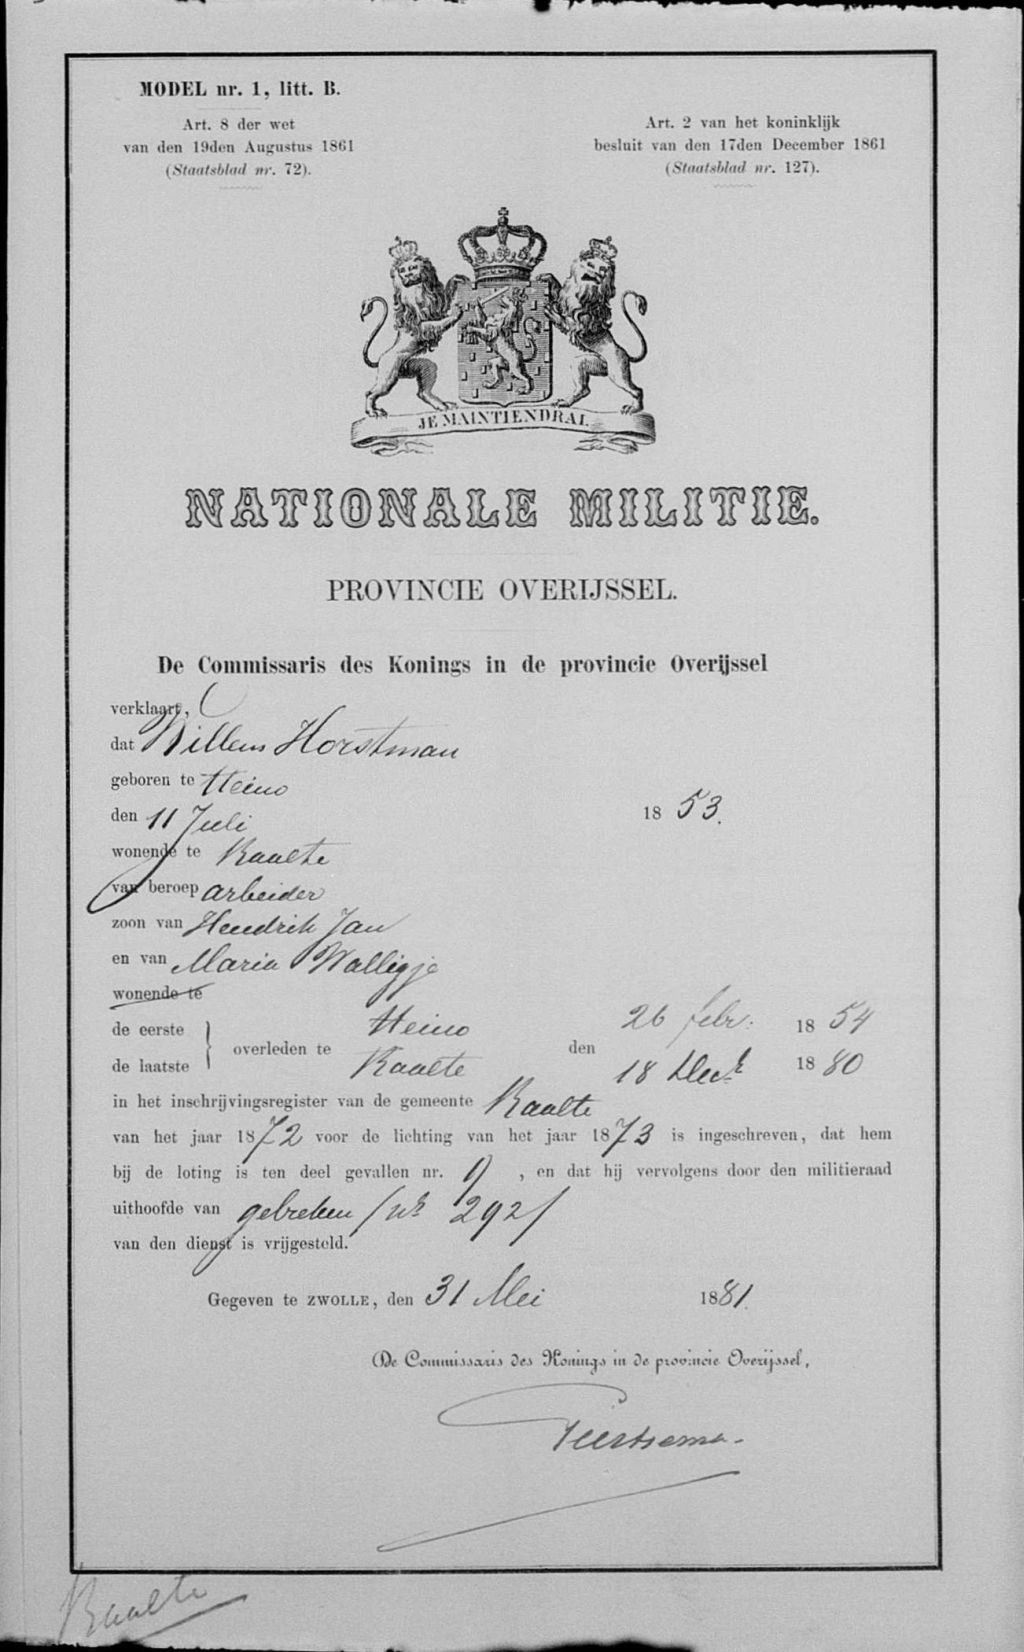 MODEL nr. 1, litt. B.
Art. 8 der wet
van den 19den Augustus 1861
(Staatsblad nr. 72).
Art. 2 van het koninklijk
besluit van den 17den December 1861
(Staatsblad nr. 127).
JE MAINTIENDRAI.
NATIONALE MILITIE.
PROVINCIE OVERIJSSEL.
De Commissaris des Konings in de provincie Overijssel
verklaart,
dat Willem Horstman
geboren te Heino
den 11 Juli 1853.
wonende te Raalte
van beroep arbeider
zoon van Hendrik Jan
en van Maria Walligje
wonende te
de eerste } overleden te Heino den 26 febr. 1854
de laatste } Raalte 18 Dec 1880
in het inschrijvingsregister van de gemeente Raalte
van het jaar 1872 voor de lichting van het jaar 1873 is ingeschreven, dat hem
bij de loting is ten deel gevallen nr. 9, en dat hij vervolgens door den militieraad
uithoofde van gebreken (nr 292)
van den dienst is vrijgesteld.
Gegeven te ZWOLLE, den 31 Mei 1881.
De Commissaris des Konings in de provincie Overijssel,
Geertsema.
Raalte